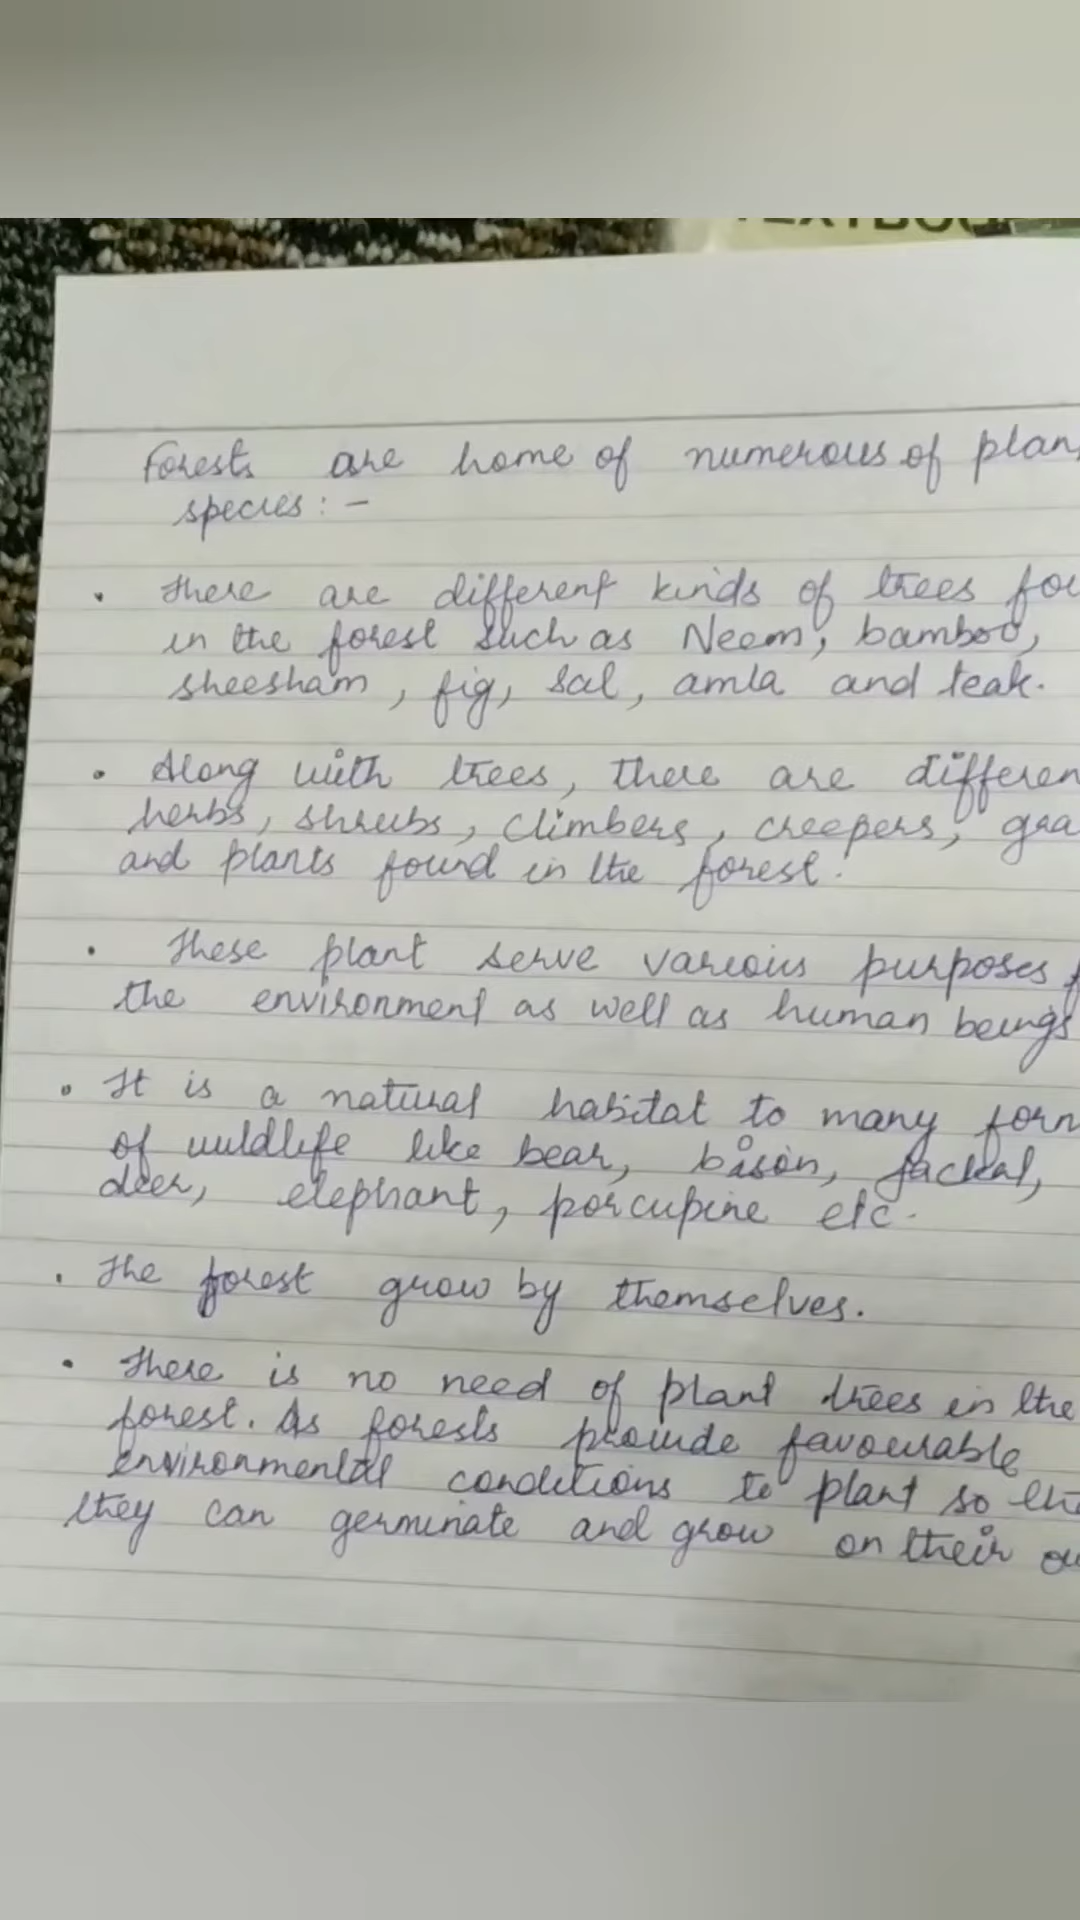 TEXTBOO
Forests are home of numerous of plan
species:-
• There are different kinds of trees fou
in the forest such as Neem, bamboo,
sheesham, fig, sal, amla and teak.
• Along with trees, there are differen
herbs, shrubs, climbers, creepers, gra
and plants found in the forest.
• These plant serve various purposes f
the environment as well as human beings
• It is a natural habitat to many form
of wildlife like bear, bison, jackal,
deer, elephant, porcupine etc.
• The forest grow by themselves.
• There is no need of plant trees in the
forest. As forests provide favourable
environmental conditions to plant so tha
they can germinate and grow on their ow